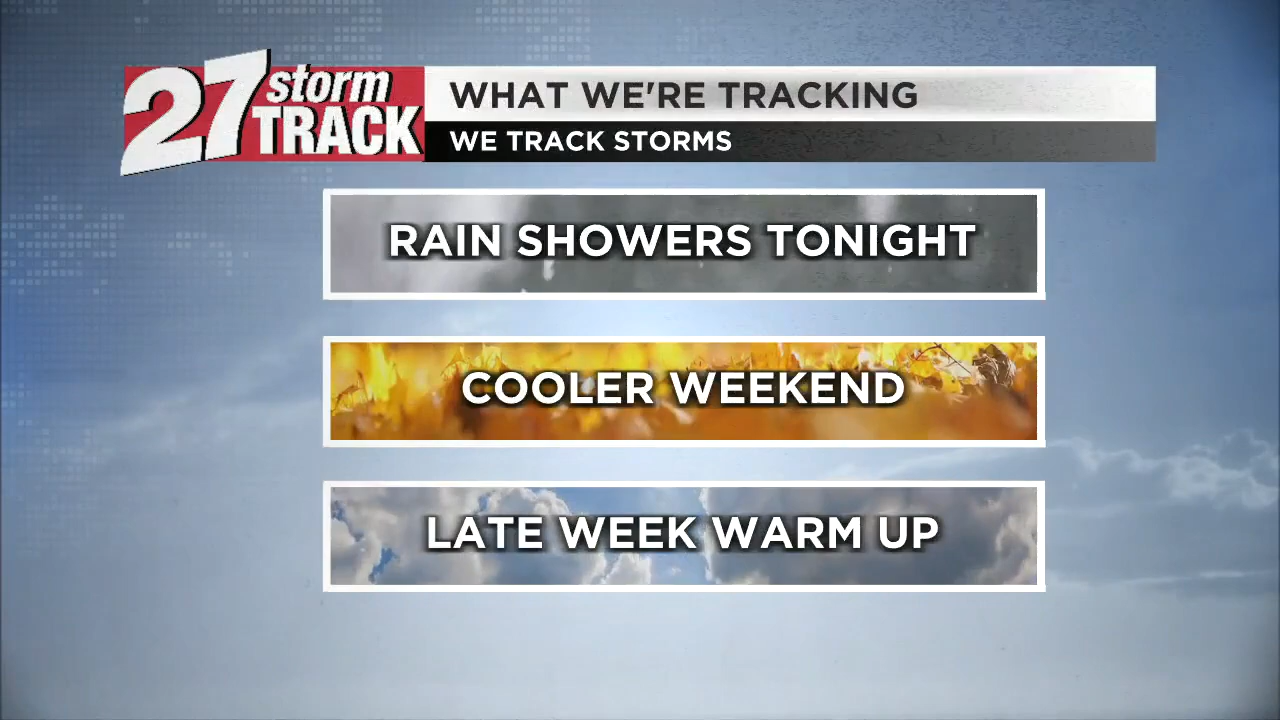 27 storm TRACK
WHAT WE'RE TRACKING
WE TRACK STORMS
RAIN SHOWERS TONIGHT
COOLER WEEKEND
LATE WEEK WARM UP